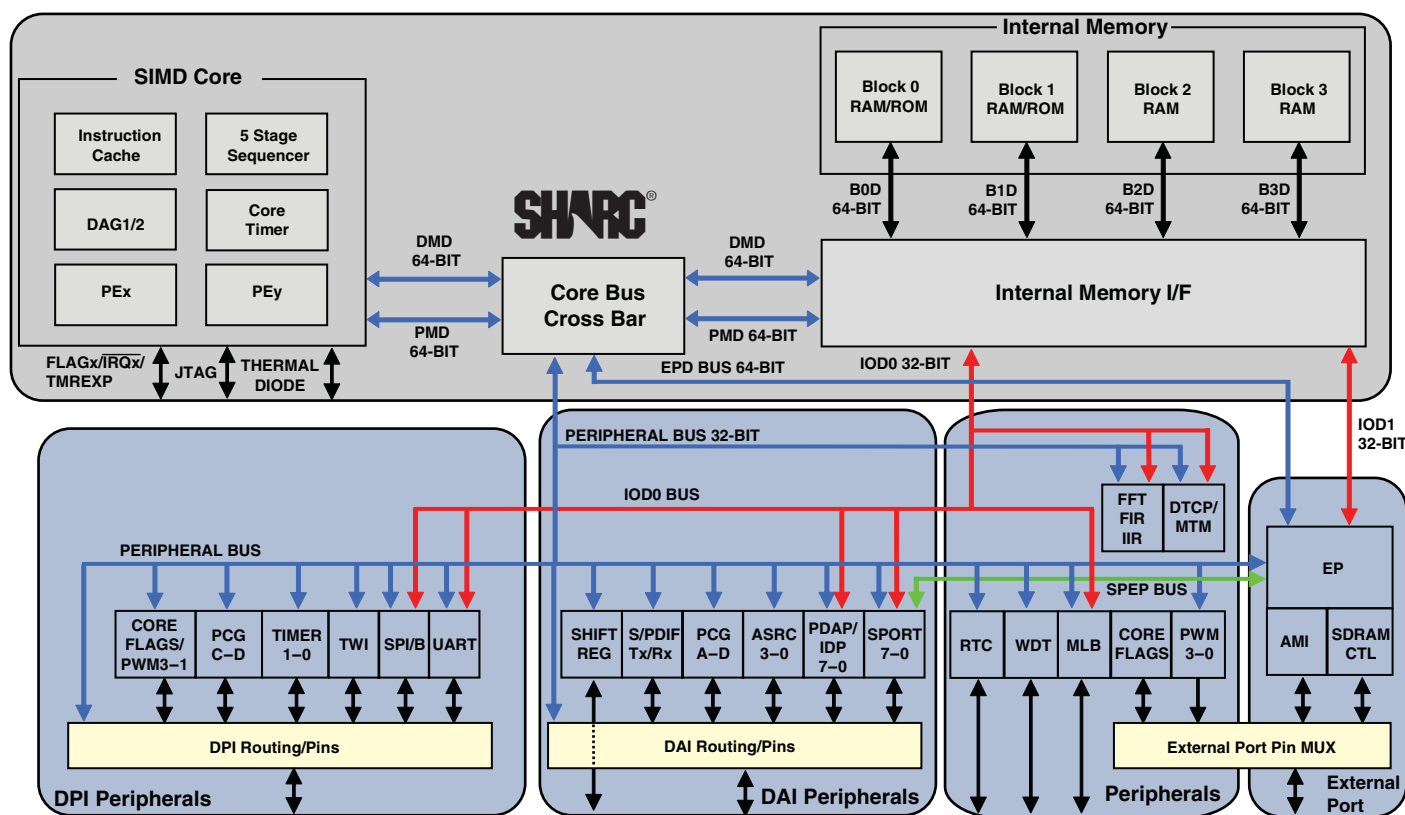 Internal Memory
SIMD Core
Block 0
RAM/ROM
Block 1
RAM/ROM
Block 2
RAM
Block 3
RAM
Instruction
Cache
5 Stage
Sequencer
DAG1/2
Core
Timer
PEx
PEy
B0D
64-BIT
B1D
64-BIT
B2D
64-BIT
B3D
64-BIT
SHARC®
DMD
64-BIT
DMD
64-BIT
Core Bus
Cross Bar
Internal Memory I/F
PMD
64-BIT
PMD 64-BIT
FLAGx/IRQx/
TMREXP
JTAG
THERMAL
DIODE
EPD BUS 64-BIT
IOD0 32-BIT
IOD1
32-BIT
PERIPHERAL BUS 32-BIT
IOD0 BUS
PERIPHERAL BUS
FFT
FIR
IIR
DTCP/
MTM
EP
SPEP BUS
CORE
FLAGS/
PWM3–1
PCG
C–D
TIMER
1–0
TWI
SPI/B
UART
SHIFT
REG
S/PDIF
Tx/Rx
PCG
A–D
ASRC
3–0
PDAP/
IDP
7–0
SPORT
7–0
RTC
WDT
MLB
CORE
FLAGS
PWM
3–0
AMI
SDRAM
CTL
DPI Routing/Pins
DAI Routing/Pins
External Port Pin MUX
DPI Peripherals
DAI Peripherals
Peripherals
External
Port